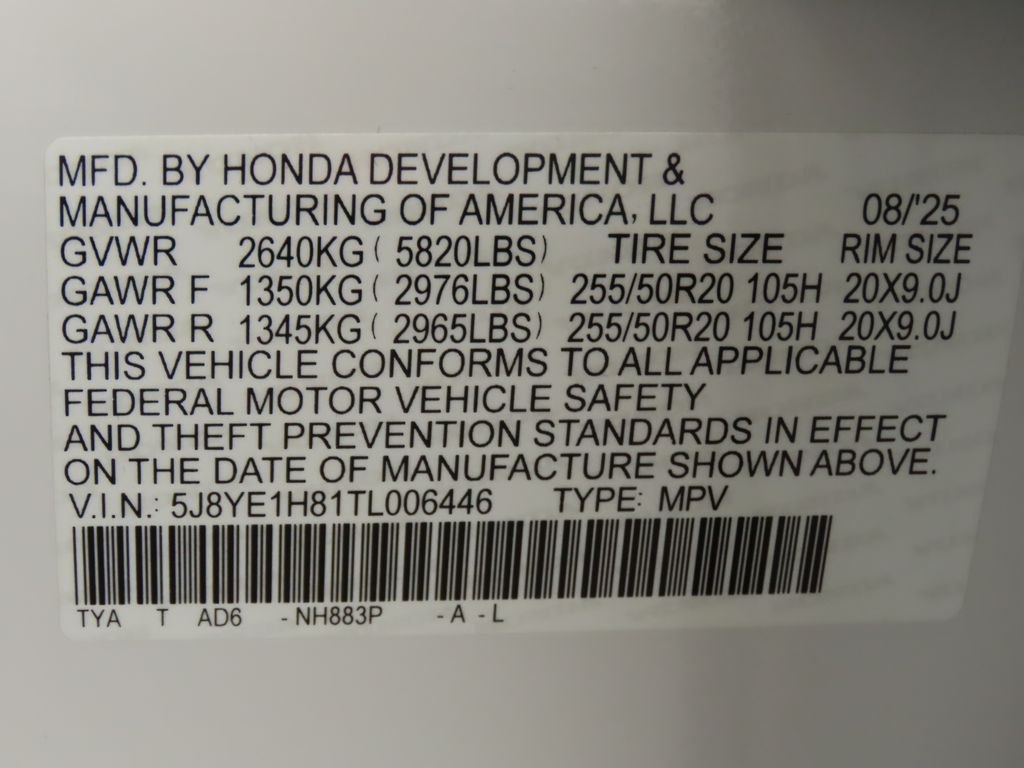 MFD. BY HONDA DEVELOPMENT &
MANUFACTURING OF AMERICA, LLC 08/'25
GVWR 2640KG ( 5820LBS) TIRE SIZE RIM SIZE
GAWR F 1350KG ( 2976LBS) 255/50R20 105H 20X9.0J
GAWR R 1345KG ( 2965LBS) 255/50R20 105H 20X9.0J
THIS VEHICLE CONFORMS TO ALL APPLICABLE
FEDERAL MOTOR VEHICLE SAFETY
AND THEFT PREVENTION STANDARDS IN EFFECT
ON THE DATE OF MANUFACTURE SHOWN ABOVE.
V.I.N.: 5J8YE1H81TL006446 TYPE: MPV
TYA T AD6 - NH883P - A - L